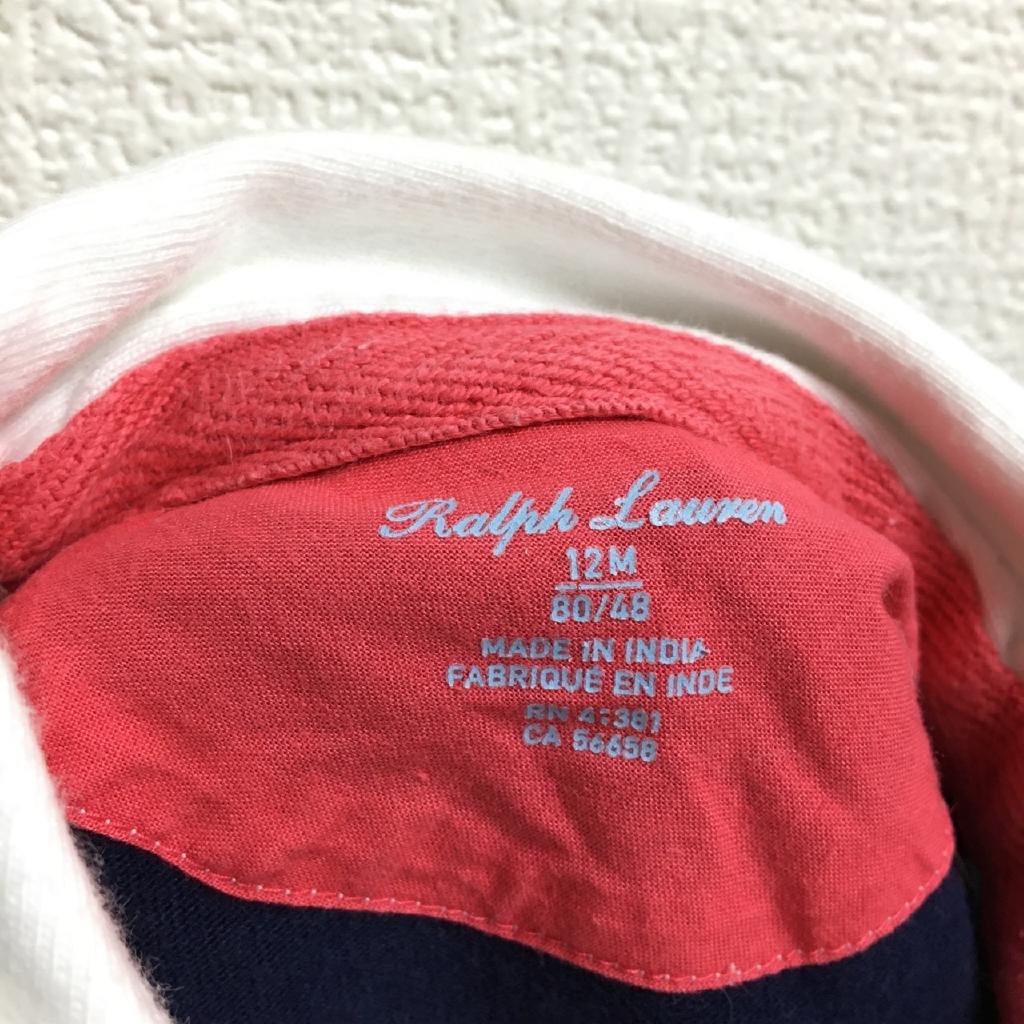 Ralph Lauren
12M
80/48
MADE IN INDIA
FABRIQUÉ EN INDE
RN 41381
CA 56658